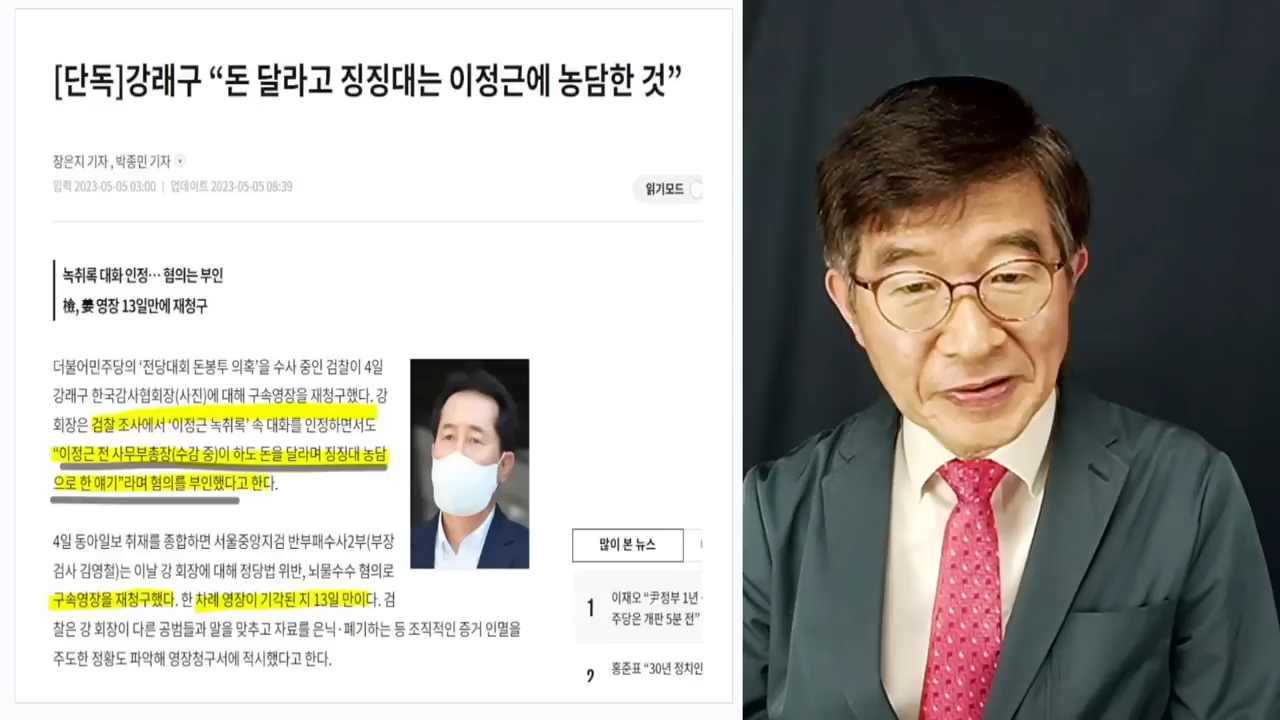 [단독]강래구 “돈 달라고 징징대는 이정근에 농담한 것”
장은지 기자 , 박종민 기자
입력 2023-05-05 03:00 | 업데이트 2023-05-05 08:39
읽기모드
녹취록 대화 인정… 혐의는 부인
檢, 姜 영장 13일만에 재청구
더불어민주당의 ‘전당대회 돈봉투 의혹’을 수사 중인 검찰이 4일
강래구 한국감사협회장(사진)에 대해 구속영장을 재청구했다. 강
회장은 검찰 조사에서 ‘이정근 녹취록’ 속 대화를 인정하면서도
“이정근 전 사무부총장(수감 중)이 하도 돈을 달라며 징징대 농담
으로 한 얘기”라며 혐의를 부인했다고 한다.
4일 동아일보 취재를 종합하면 서울중앙지검 반부패수사2부(부장
검사 김영철)는 이날 강 회장에 대해 정당법 위반, 뇌물수수 혐의로
구속영장을 재청구했다. 한 차례 영장이 기각된 지 13일 만이다. 검
찰은 강 회장이 다른 공범들과 말을 맞추고 자료를 은닉·폐기하는 등 조직적인 증거 인멸을
주도한 정황도 파악해 영장청구서에 적시했다고 한다.
많이 본 뉴스
1 이재오 “尹정부 1년
주당은 개판 5분 전”
2 홍준표 “30년 정치인